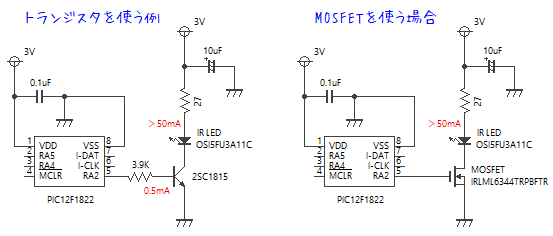 トランジスタを使う例
3V
3V
10uF
0.1uF
27
>50mA
IR LED
OSI5FU3A11C
1 VDD VSS 8
2 RA5 I-DAT 7
3 RA4 I-CLK 6
4 MCLR RA2 5
3.9K
0.5mA
2SC1815
PIC12F1822
MOSFETを使う場合
3V
3V
10uF
0.1uF
27
>50mA
IR LED
OSI5FU3A11C
1 VDD VSS 8
2 RA5 I-DAT 7
3 RA4 I-CLK 6
4 MCLR RA2 5
MOSFET
IRLML6344TRPBFTR
PIC12F1822